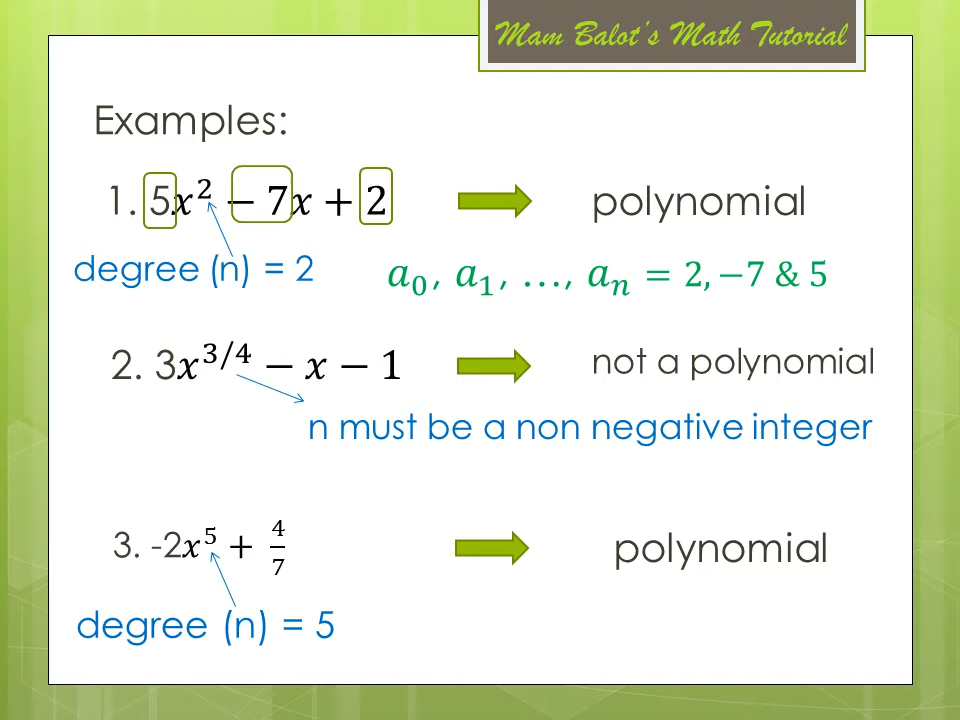 Mam Balot's Math Tutorial
Examples:
1. 5x² − 7x + 2 polynomial
degree (n) = 2 a₀, a₁, …, aₙ = 2, −7 & 5
2. 3x^{3/4} − x − 1 not a polynomial
n must be a non negative integer
3. -2x⁵ + 4/7 polynomial
degree (n) = 5